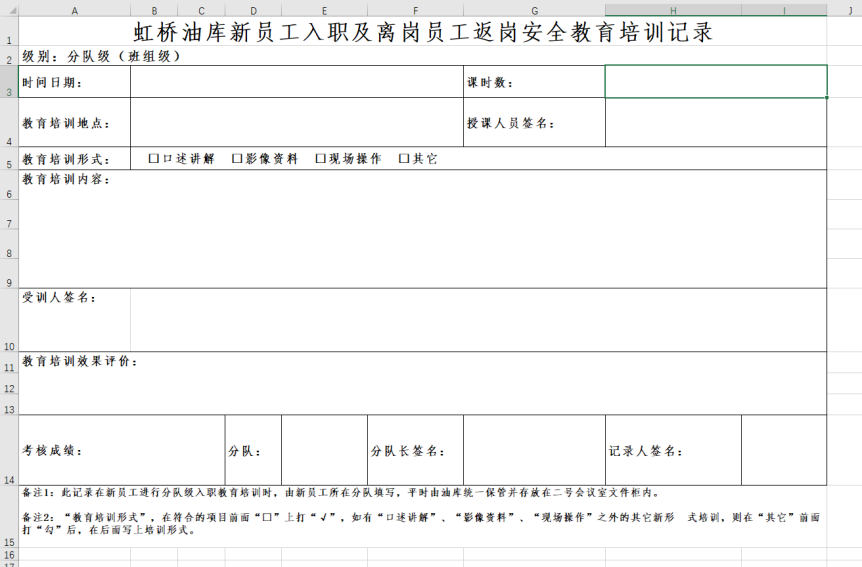 A B C D E F G H I J
1 虹桥油库新员工入职及离岗员工返岗安全教育培训记录
2 级别：分队级（班组级）
3 时间日期： 课时数：
4 教育培训地点： 授课人员签名：
5 教育培训形式： 口口述讲解 口影像资料 口现场操作 口其它
6 教育培训内容：
7
8
9
10 受训人签名：
11 教育培训效果评价：
12
13
14 考核成绩： 分队： 分队长签名： 记录人签名：
备注1：此记录在新员工进行分队级入职教育培训时，由新员工所在分队填写，平时由油库统一保管并存放在二号会议室文件柜内。
备注2：“教育培训形式”，在符合的项目前面“口”上打“√”，如有“口述讲解”、“影像资料”、“现场操作”之外的其它新形 式培训，则在“其它”前面
15 打“勾”后，在后面写上培训形式。
16
17